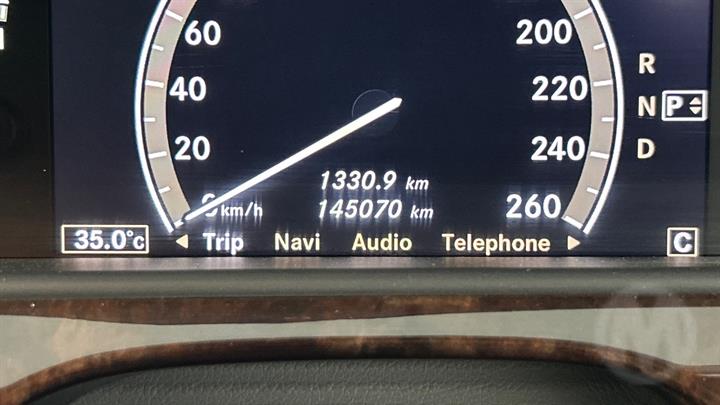 60
200
R
40
220
N P
20
240
D
1330.9 km
0 km/h
145070 km
260
35.0°C
Trip Navi Audio Telephone
C
M